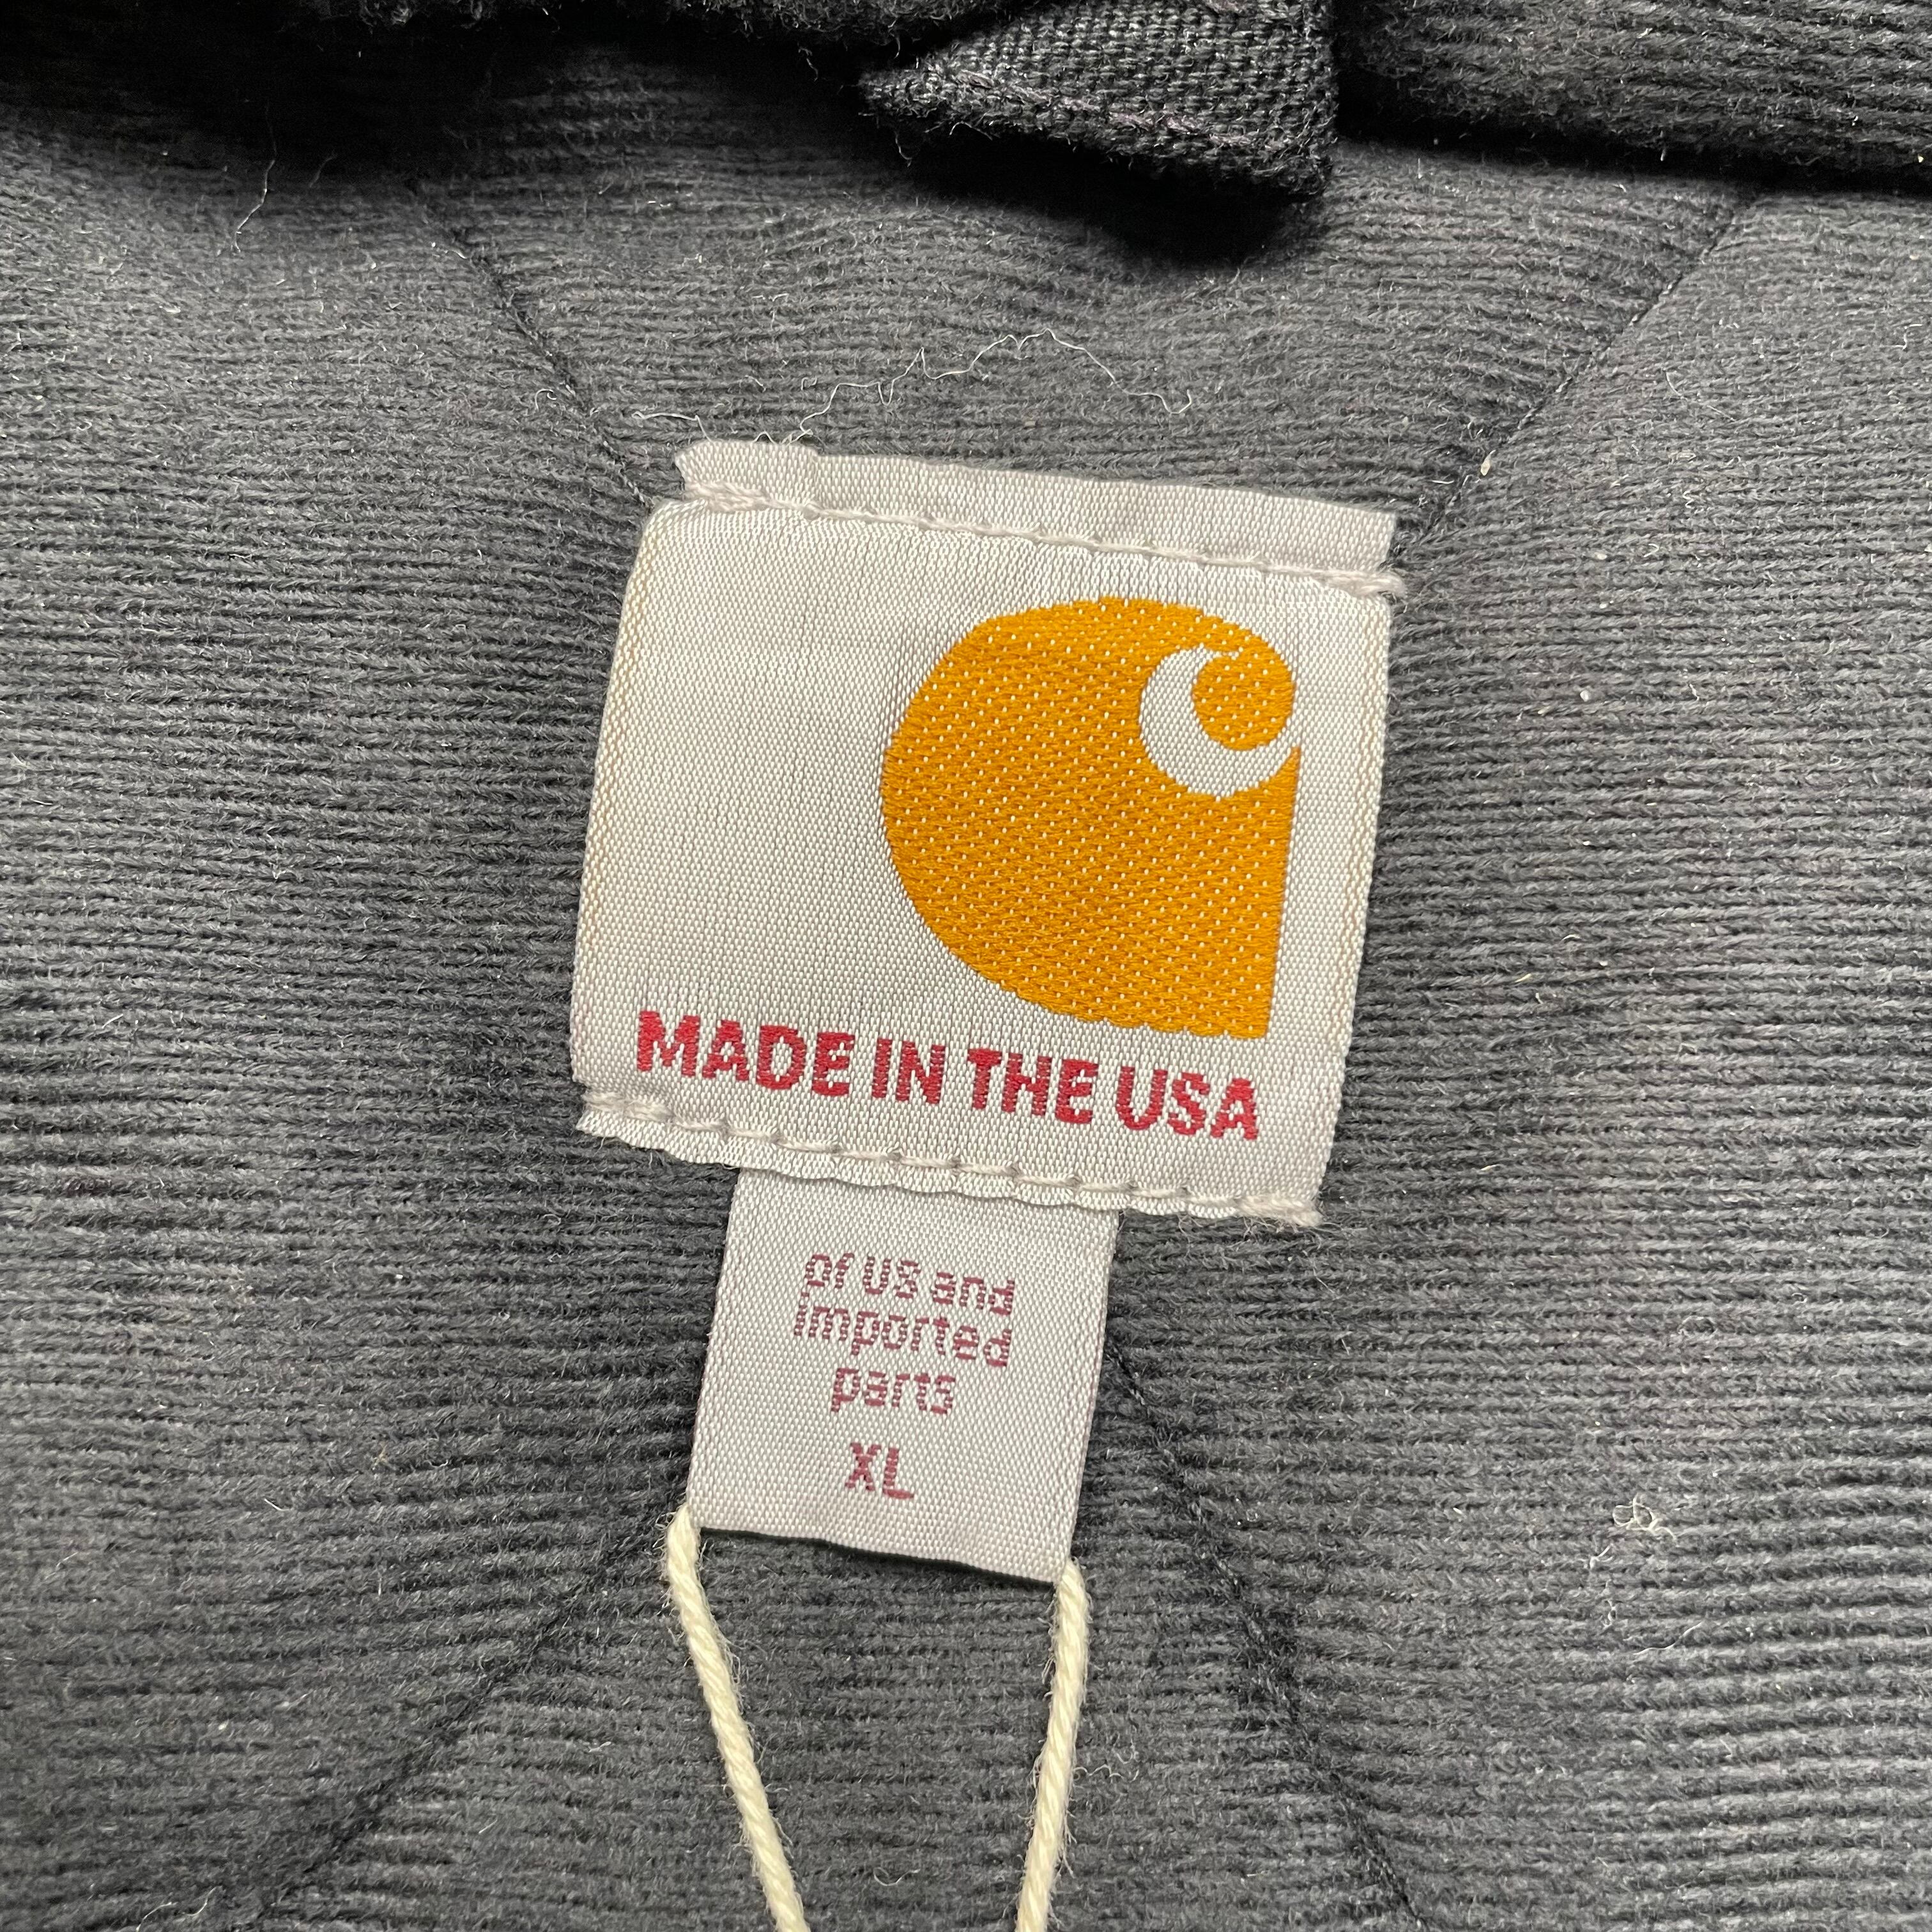 MADE IN THE USA
of US and
imported
parts
XL